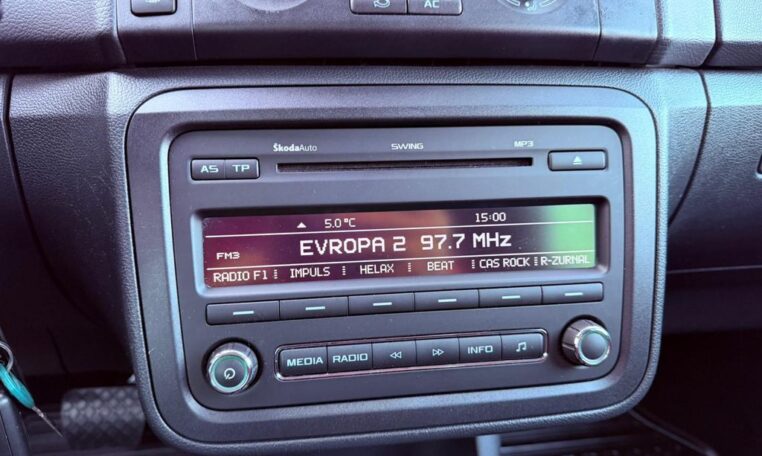 AC
ŠkodaAuto SWING MP3
AS TP
5.0 °C 15:00
EVROPA 2 97.7 MHz
FM3
RADIO F1 IMPULS HELAX BEAT CAS ROCK R-ZURNAL
MEDIA RADIO INFO